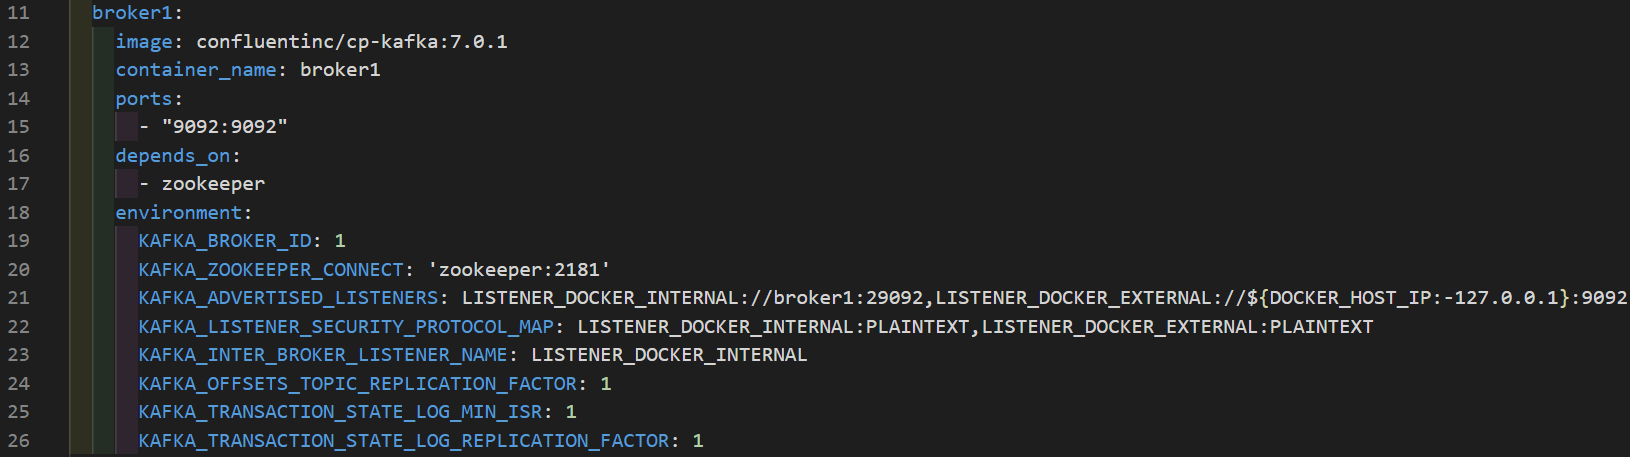 11 broker1:
12 image: confluentinc/cp-kafka:7.0.1
13 container_name: broker1
14 ports:
15 - "9092:9092"
16 depends_on:
17 - zookeeper
18 environment:
19 KAFKA_BROKER_ID: 1
20 KAFKA_ZOOKEEPER_CONNECT: 'zookeeper:2181'
21 KAFKA_ADVERTISED_LISTENERS: LISTENER_DOCKER_INTERNAL://broker1:29092,LISTENER_DOCKER_EXTERNAL://${DOCKER_HOST_IP:-127.0.0.1}:9092
22 KAFKA_LISTENER_SECURITY_PROTOCOL_MAP: LISTENER_DOCKER_INTERNAL:PLAINTEXT,LISTENER_DOCKER_EXTERNAL:PLAINTEXT
23 KAFKA_INTER_BROKER_LISTENER_NAME: LISTENER_DOCKER_INTERNAL
24 KAFKA_OFFSETS_TOPIC_REPLICATION_FACTOR: 1
25 KAFKA_TRANSACTION_STATE_LOG_MIN_ISR: 1
26 KAFKA_TRANSACTION_STATE_LOG_REPLICATION_FACTOR: 1